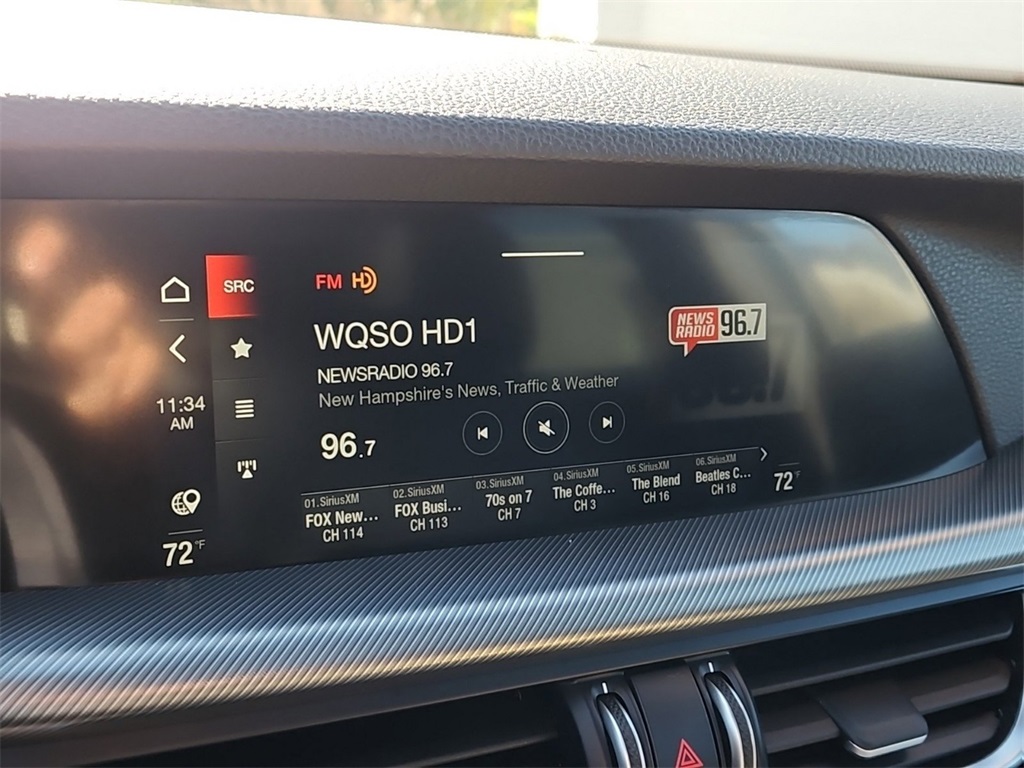 SRC
FM HD
WQSO HD1
NEWS RADIO 96.7
NEWSRADIO 96.7
New Hampshire's News, Traffic & Weather
11:34
AM
96.7
01.SiriusXM
FOX New...
CH 114
02.SiriusXM
FOX Busi...
CH 113
03.SiriusXM
70s on 7
CH 7
04.SiriusXM
The Coffe...
CH 3
05.SiriusXM
The Blend
CH 16
06.SiriusXM
Beatles C...
CH 18
72°F
72°F